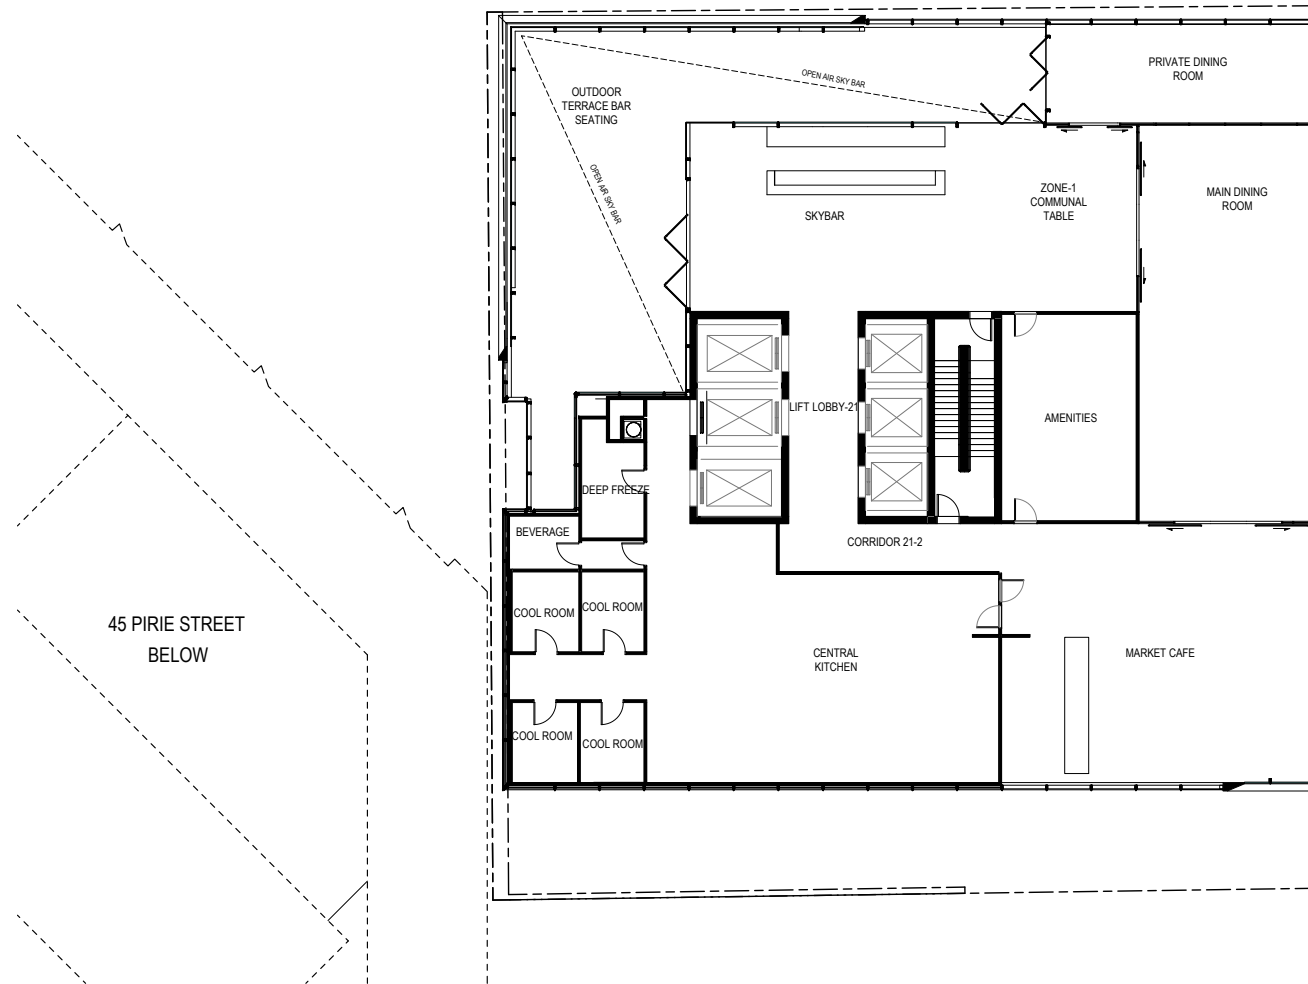 PRIVATE DINING
ROOM
OPEN AIR SKY BAR
OUTDOOR
TERRACE BAR
SEATING
OPEN AIR SKY BAR
ZONE-1
COMMUNAL
TABLE
MAIN DINING
ROOM
SKYBAR
LIFT LOBBY-21
AMENITIES
DEEP FREEZE
BEVERAGE
CORRIDOR 21-2
COOL ROOM
COOL ROOM
45 PIRIE STREET
BELOW
CENTRAL
KITCHEN
MARKET CAFE
COOL ROOM
COOL ROOM